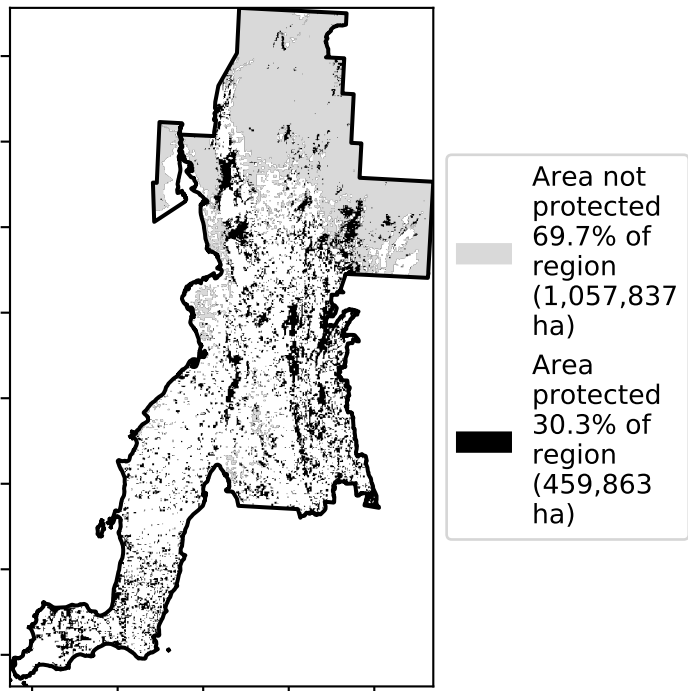 Area not
protected
69.7% of
region
(1,057,837
ha)
Area
protected
30.3% of
region
(459,863
ha)